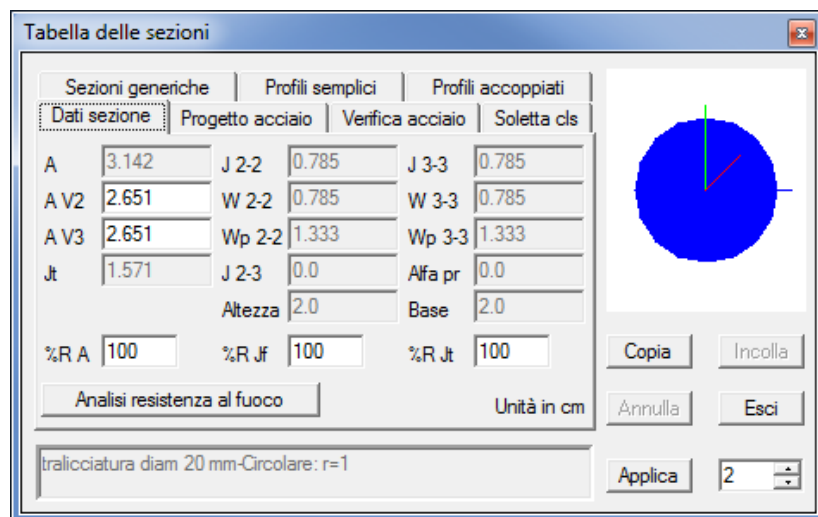 Tabella delle sezioni
Sezioni generiche Profili semplici Profili accoppiati
Dati sezione Progetto acciaio Verifica acciaio Soletta cls
A 3.142 J 2-2 0.785 J 3-3 0.785
A V2 2.651 W 2-2 0.785 W 3-3 0.785
A V3 2.651 Wp 2-2 1.333 Wp 3-3 1.333
Jt 1.571 J 2-3 0.0 Alfa pr 0.0
Altezza 2.0 Base 2.0
%R A 100 %R Jf 100 %R Jt 100
Copia Incolla
Analisi resistenza al fuoco Unità in cm
Annulla Esci
tralicciatura diam 20 mm-Circolare: r=1
Applica 2